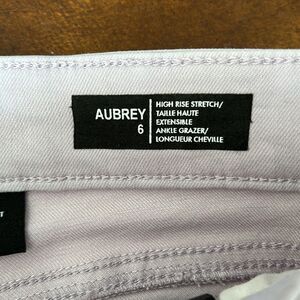 AUBREY
6
HIGH RISE STRETCH/
TAILLE HAUTE
EXTENSIBLE
ANKLE GRAZER/
LONGUEUR CHEVILLE